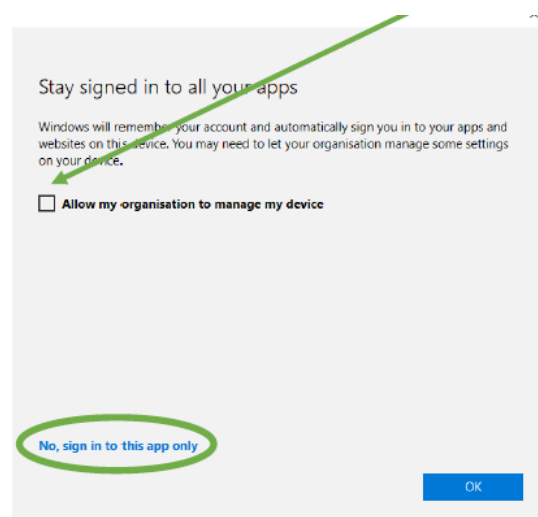 Stay signed in to all your apps
Windows will remember your account and automatically sign you in to your apps and
websites on this device. You may need to let your organisation manage some settings
on your device.
Allow my organisation to manage my device
No, sign in to this app only
OK